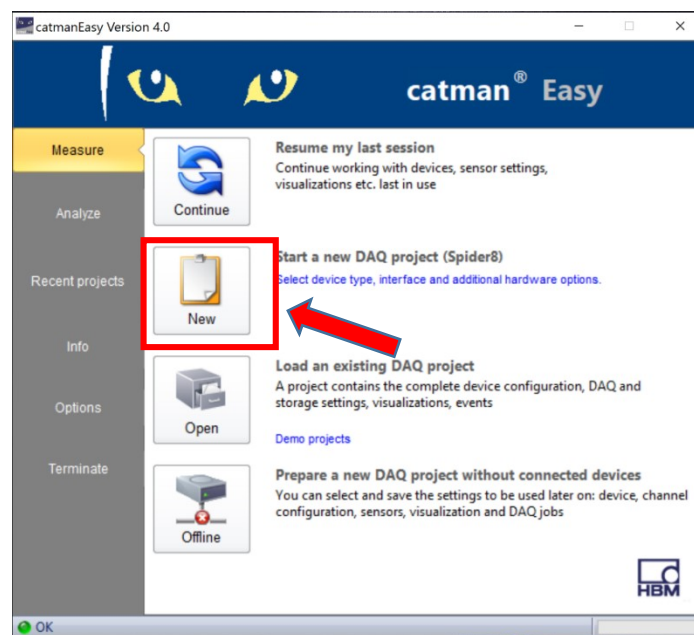 catmanEasy Version 4.0
catman® Easy
Measure
Analyze
Recent projects
Info
Options
Terminate
Continue
Resume my last session
Continue working with devices, sensor settings,
visualizations etc. last in use
New
Start a new DAQ project (Spider8)
Select device type, interface and additional hardware options.
Open
Load an existing DAQ project
A project contains the complete device configuration, DAQ and
storage settings, visualizations, events
Demo projects
Offline
Prepare a new DAQ project without connected devices
You can select and save the settings to be used later on: device, channel
configuration, sensors, visualization and DAQ jobs
HBM
OK